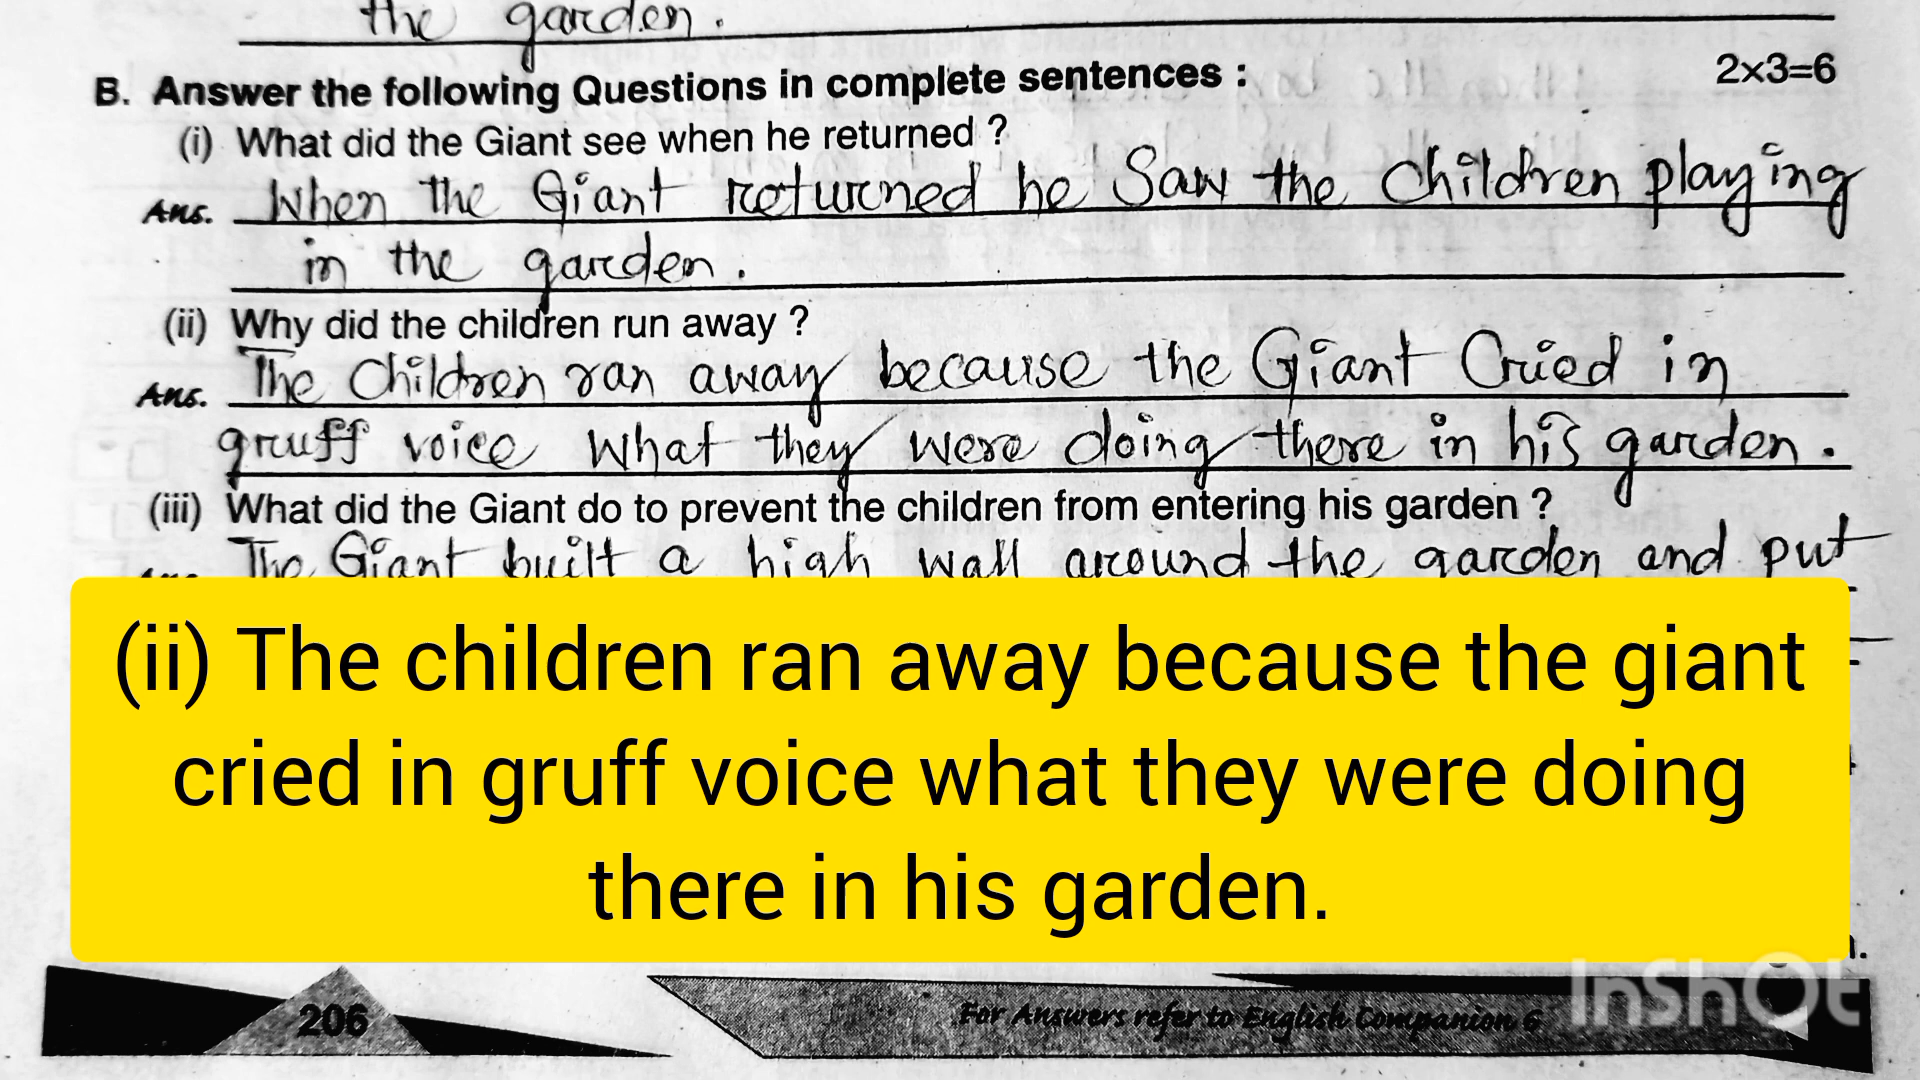 the garden.
B. Answer the following Questions in complete sentences : 2×3=6
(i) What did the Giant see when he returned ?
Ans. When the Giant returned he Saw the Children playing
in the garden.
(ii) Why did the children run away ?
Ans. The Children ran away because the Giant Cried in
gruff voice what they were doing there in his garden.
(iii) What did the Giant do to prevent the children from entering his garden ?
The Giant built a high wall around the garden and put
(ii) The children ran away because the giant
cried in gruff voice what they were doing
there in his garden.
206
For Answers refer to English Companion 6
InShOt